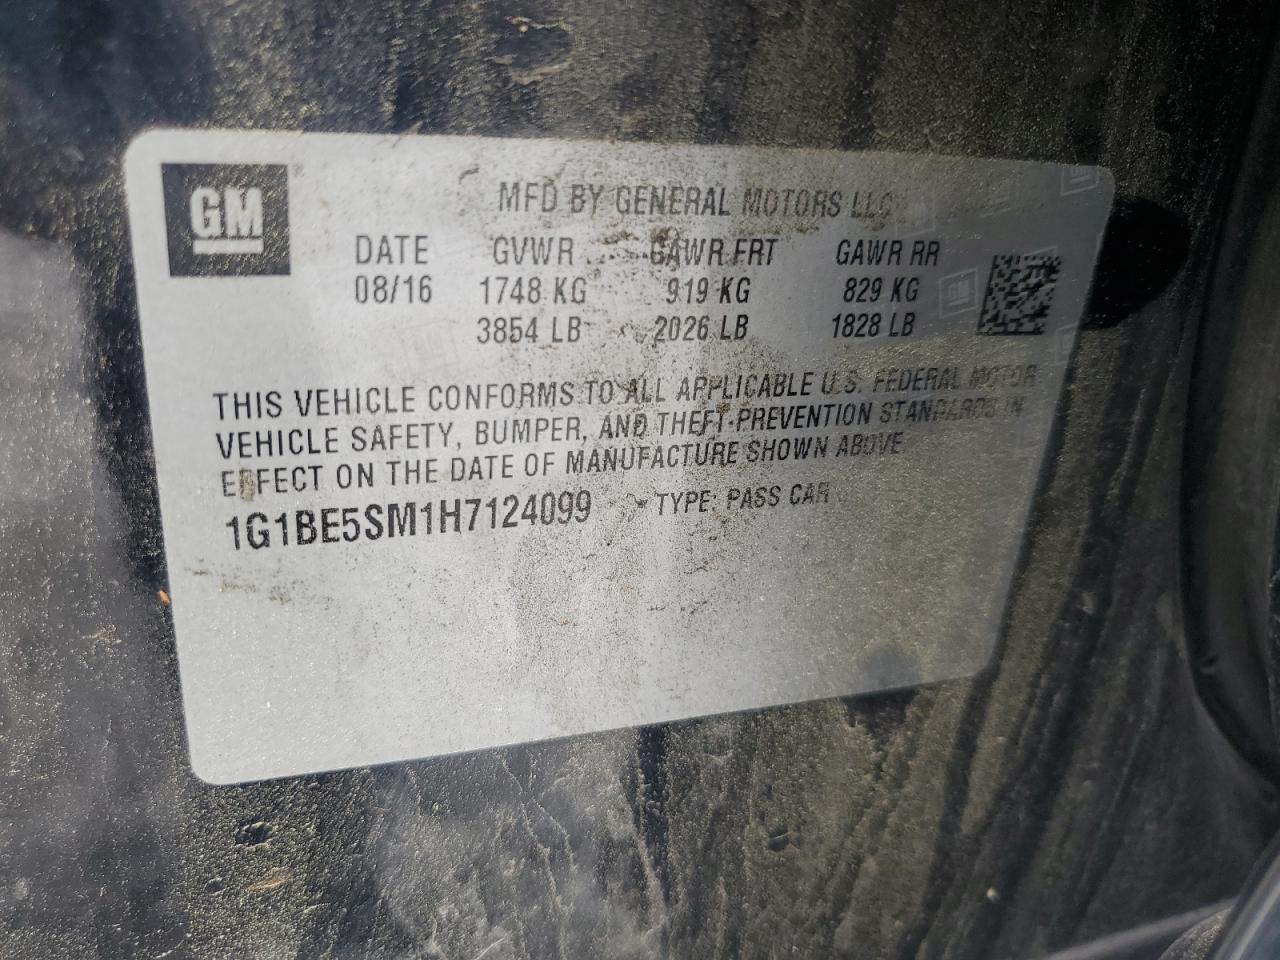 GM
MFD BY GENERAL MOTORS LLC
DATE GVWR GAWR FRT GAWR RR
08/16 1748 KG 919 KG 829 KG
3854 LB 2026 LB 1828 LB
THIS VEHICLE CONFORMS TO ALL APPLICABLE U.S. FEDERAL MOTOR
VEHICLE SAFETY, BUMPER, AND THEFT-PREVENTION STANDARDS IN
EFFECT ON THE DATE OF MANUFACTURE SHOWN ABOVE
1G1BE5SM1H7124099 TYPE: PASS CAR